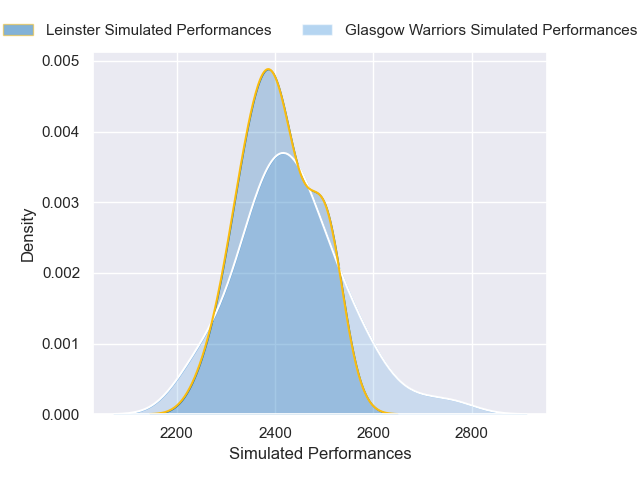 Leinster Simulated Performances
Glasgow Warriors Simulated Performances
0.005
0.004
0.003
0.002
0.001
0.000
Density
2200
2400
2600
2800
Simulated Performances